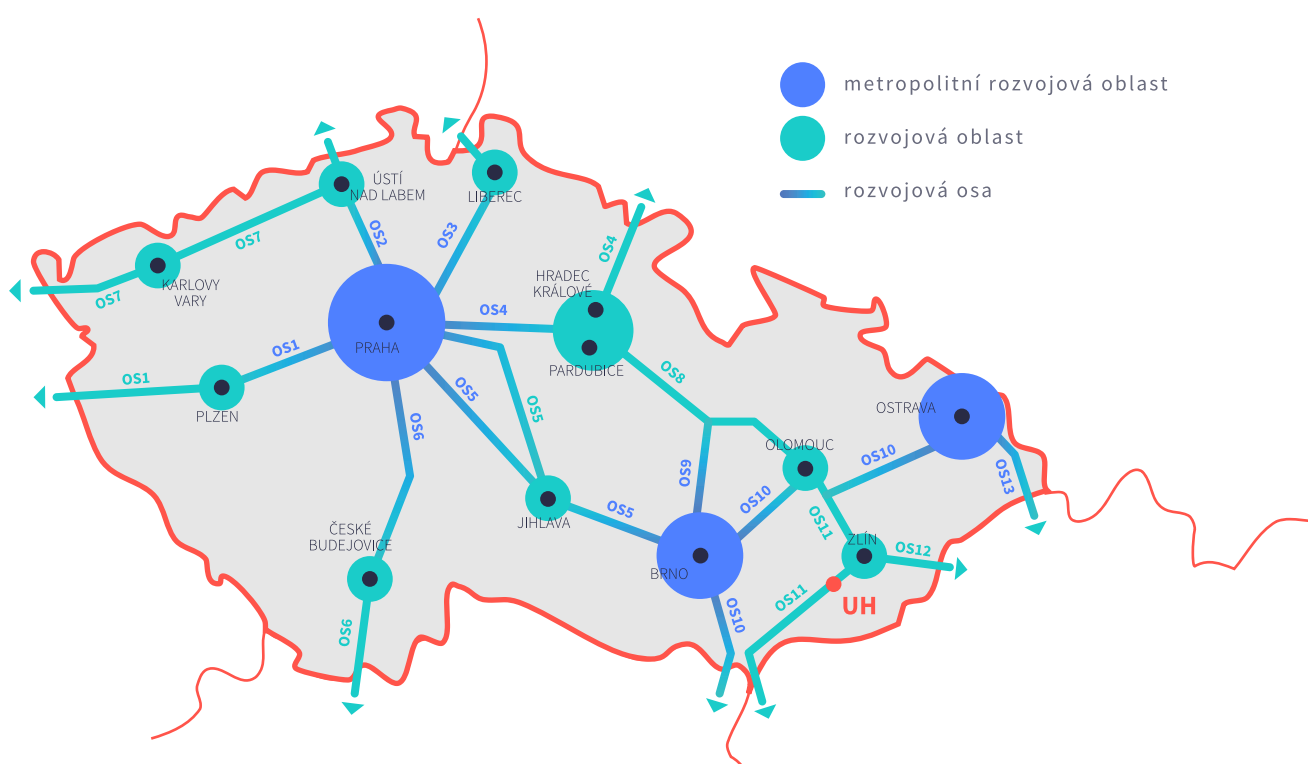 metropolitní rozvojová oblast
rozvojová oblast
rozvojová osa
ÚSTÍ
NAD LABEM
LIBEREC
OS2
OS3
OS7
OS4
KARLOVY
VARY
OS7
HRADEC
KRÁLOVÉ
OS4
PRAHA
OS1
OS1
PLZEN
PARDUBICE
OS8
OS5
OS5
OS6
OSTRAVA
OLOMOUC
OS10
OS13
OS9
OS10
OS5
JIHLAVA
OS11
ČESKÉ
BUDEJOVICE
ZLÍN
OS12
BRNO
OS11
UH
OS10
OS6